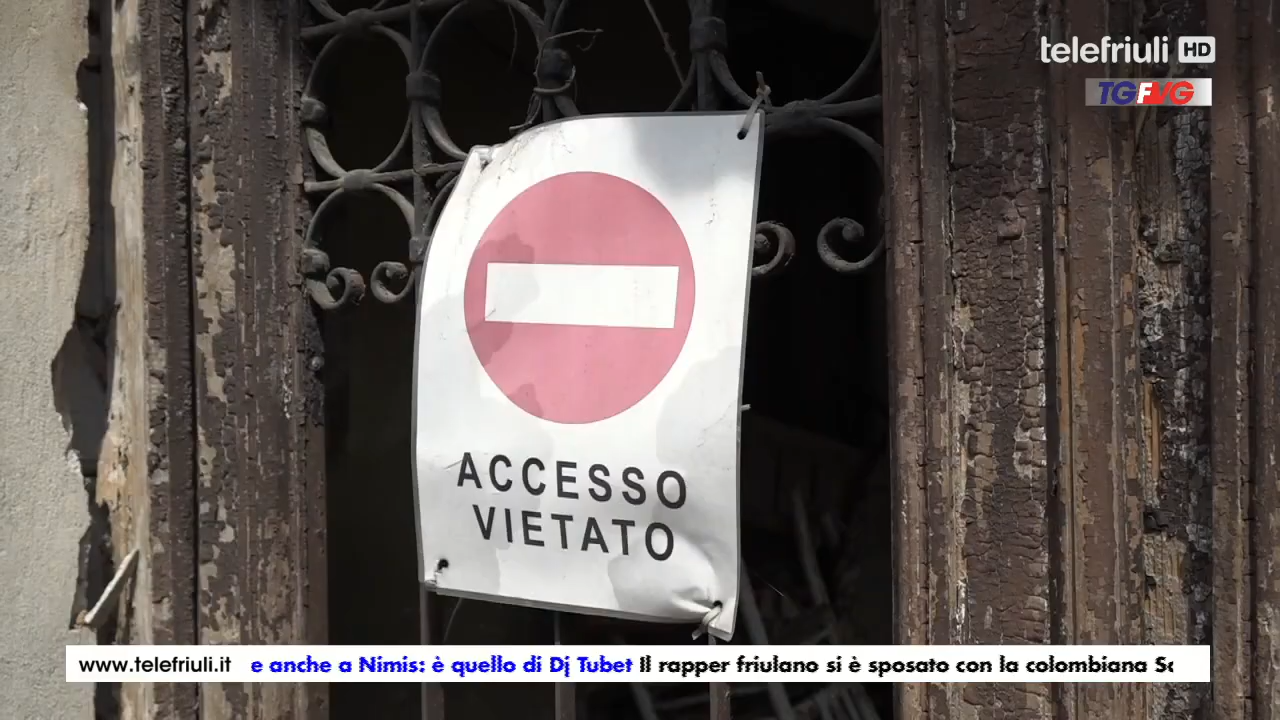 telefriuli HD
TGFVG
ACCESSO
VIETATO
www.telefriuli.it e anche a Nimis: è quello di Dj Tubet Il rapper friulano si è sposato con la colombiana